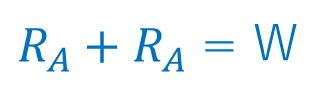 R_A + R_A = W